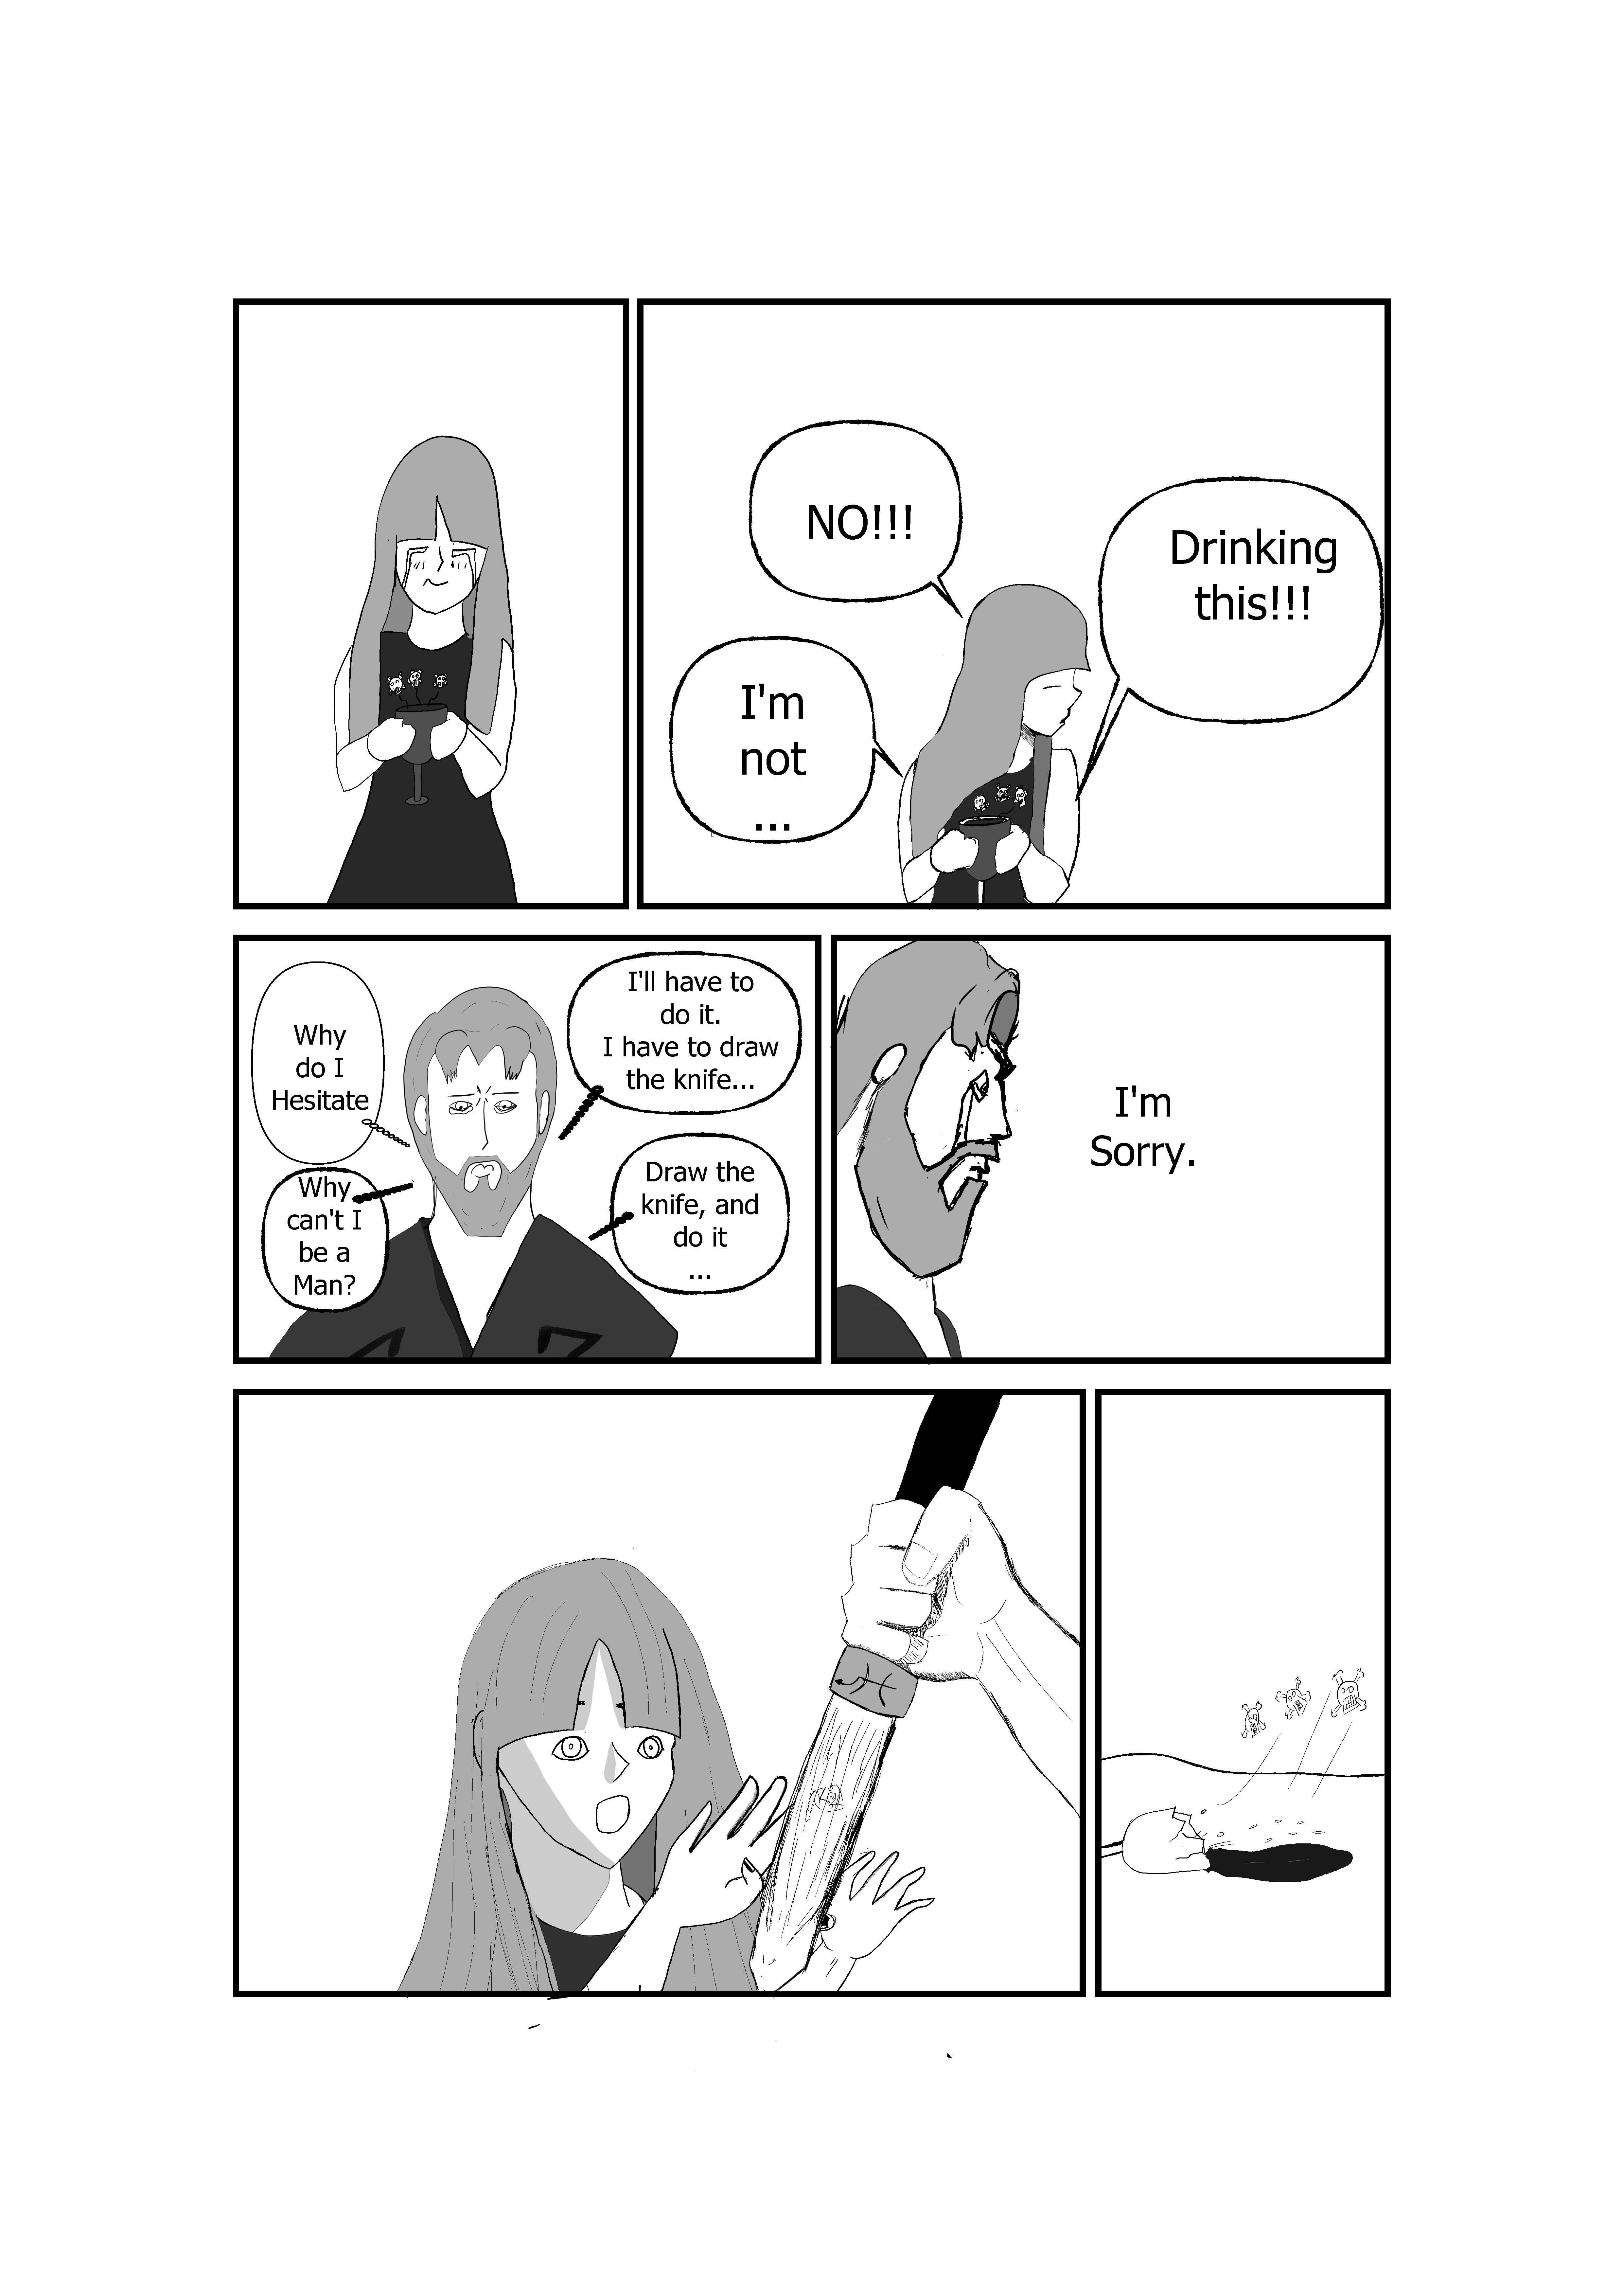 NO!!!
I'm
not
...
Drinking
this!!!
Why
do I
Hesitate
Why
can't I
be a
Man?
I'll have to
do it.
I have to draw
the knife...
Draw the
knife, and
do it
...
I'm
Sorry.